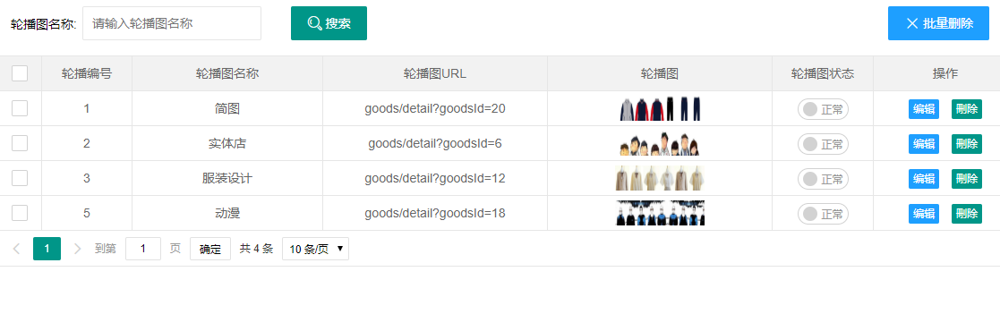 轮播图名称: 请输入轮播图名称 搜索 批量删除
轮播编号 轮播图名称 轮播图URL 轮播图 轮播图状态 操作
1 简图 goods/detail?goodsId=20 正常 编辑 删除
2 实体店 goods/detail?goodsId=6 正常 编辑 删除
3 服装设计 goods/detail?goodsId=12 正常 编辑 删除
5 动漫 goods/detail?goodsId=18 正常 编辑 删除
1 到第 1 页 确定 共 4 条 10 条/页